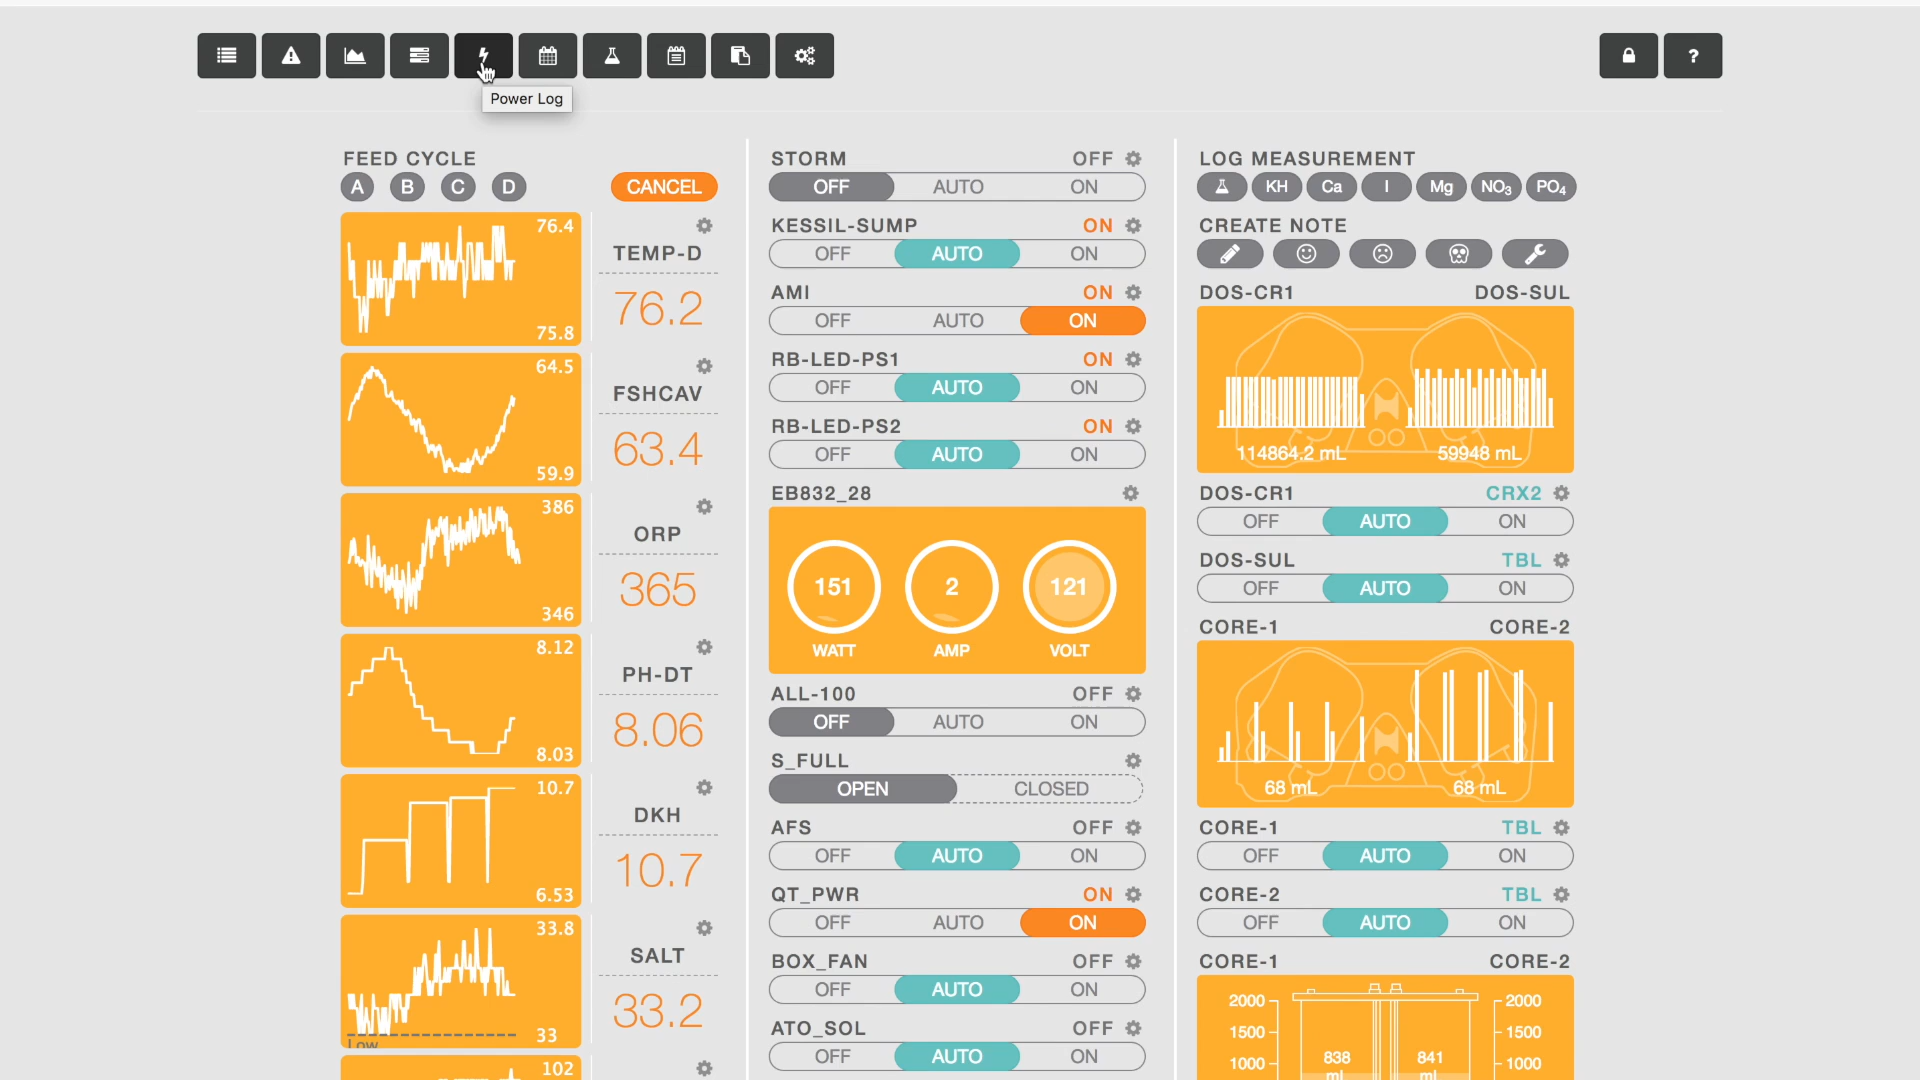 ?
Power Log
FEED CYCLE
A B C D CANCEL
76.4
75.8
TEMP-D
76.2
64.5
59.9
FSHCAV
63.4
386
346
ORP
365
8.12
8.03
PH-DT
8.06
10.7
6.53
DKH
10.7
33.8
33
Low
SALT
33.2
102
STORM OFF
OFF AUTO ON
KESSIL-SUMP ON
OFF AUTO ON
AMI ON
OFF AUTO ON
RB-LED-PS1 ON
OFF AUTO ON
RB-LED-PS2 ON
OFF AUTO ON
EB832_28
151 2 121
WATT AMP VOLT
ALL-100 OFF
OFF AUTO ON
S_FULL
OPEN CLOSED
AFS OFF
OFF AUTO ON
QT_PWR ON
OFF AUTO ON
BOX_FAN OFF
OFF AUTO ON
ATO_SOL OFF
OFF AUTO ON
LOG MEASUREMENT
KH Ca I Mg NO3 PO4
CREATE NOTE
DOS-CR1 DOS-SUL
114864.2 mL 59948 mL
DOS-CR1 CRX2
OFF AUTO ON
DOS-SUL TBL
OFF AUTO ON
CORE-1 CORE-2
68 mL 68 mL
CORE-1 TBL
OFF AUTO ON
CORE-2 TBL
OFF AUTO ON
CORE-1 CORE-2
2000 2000
1500 1500
1000 838 841 1000
mL mL